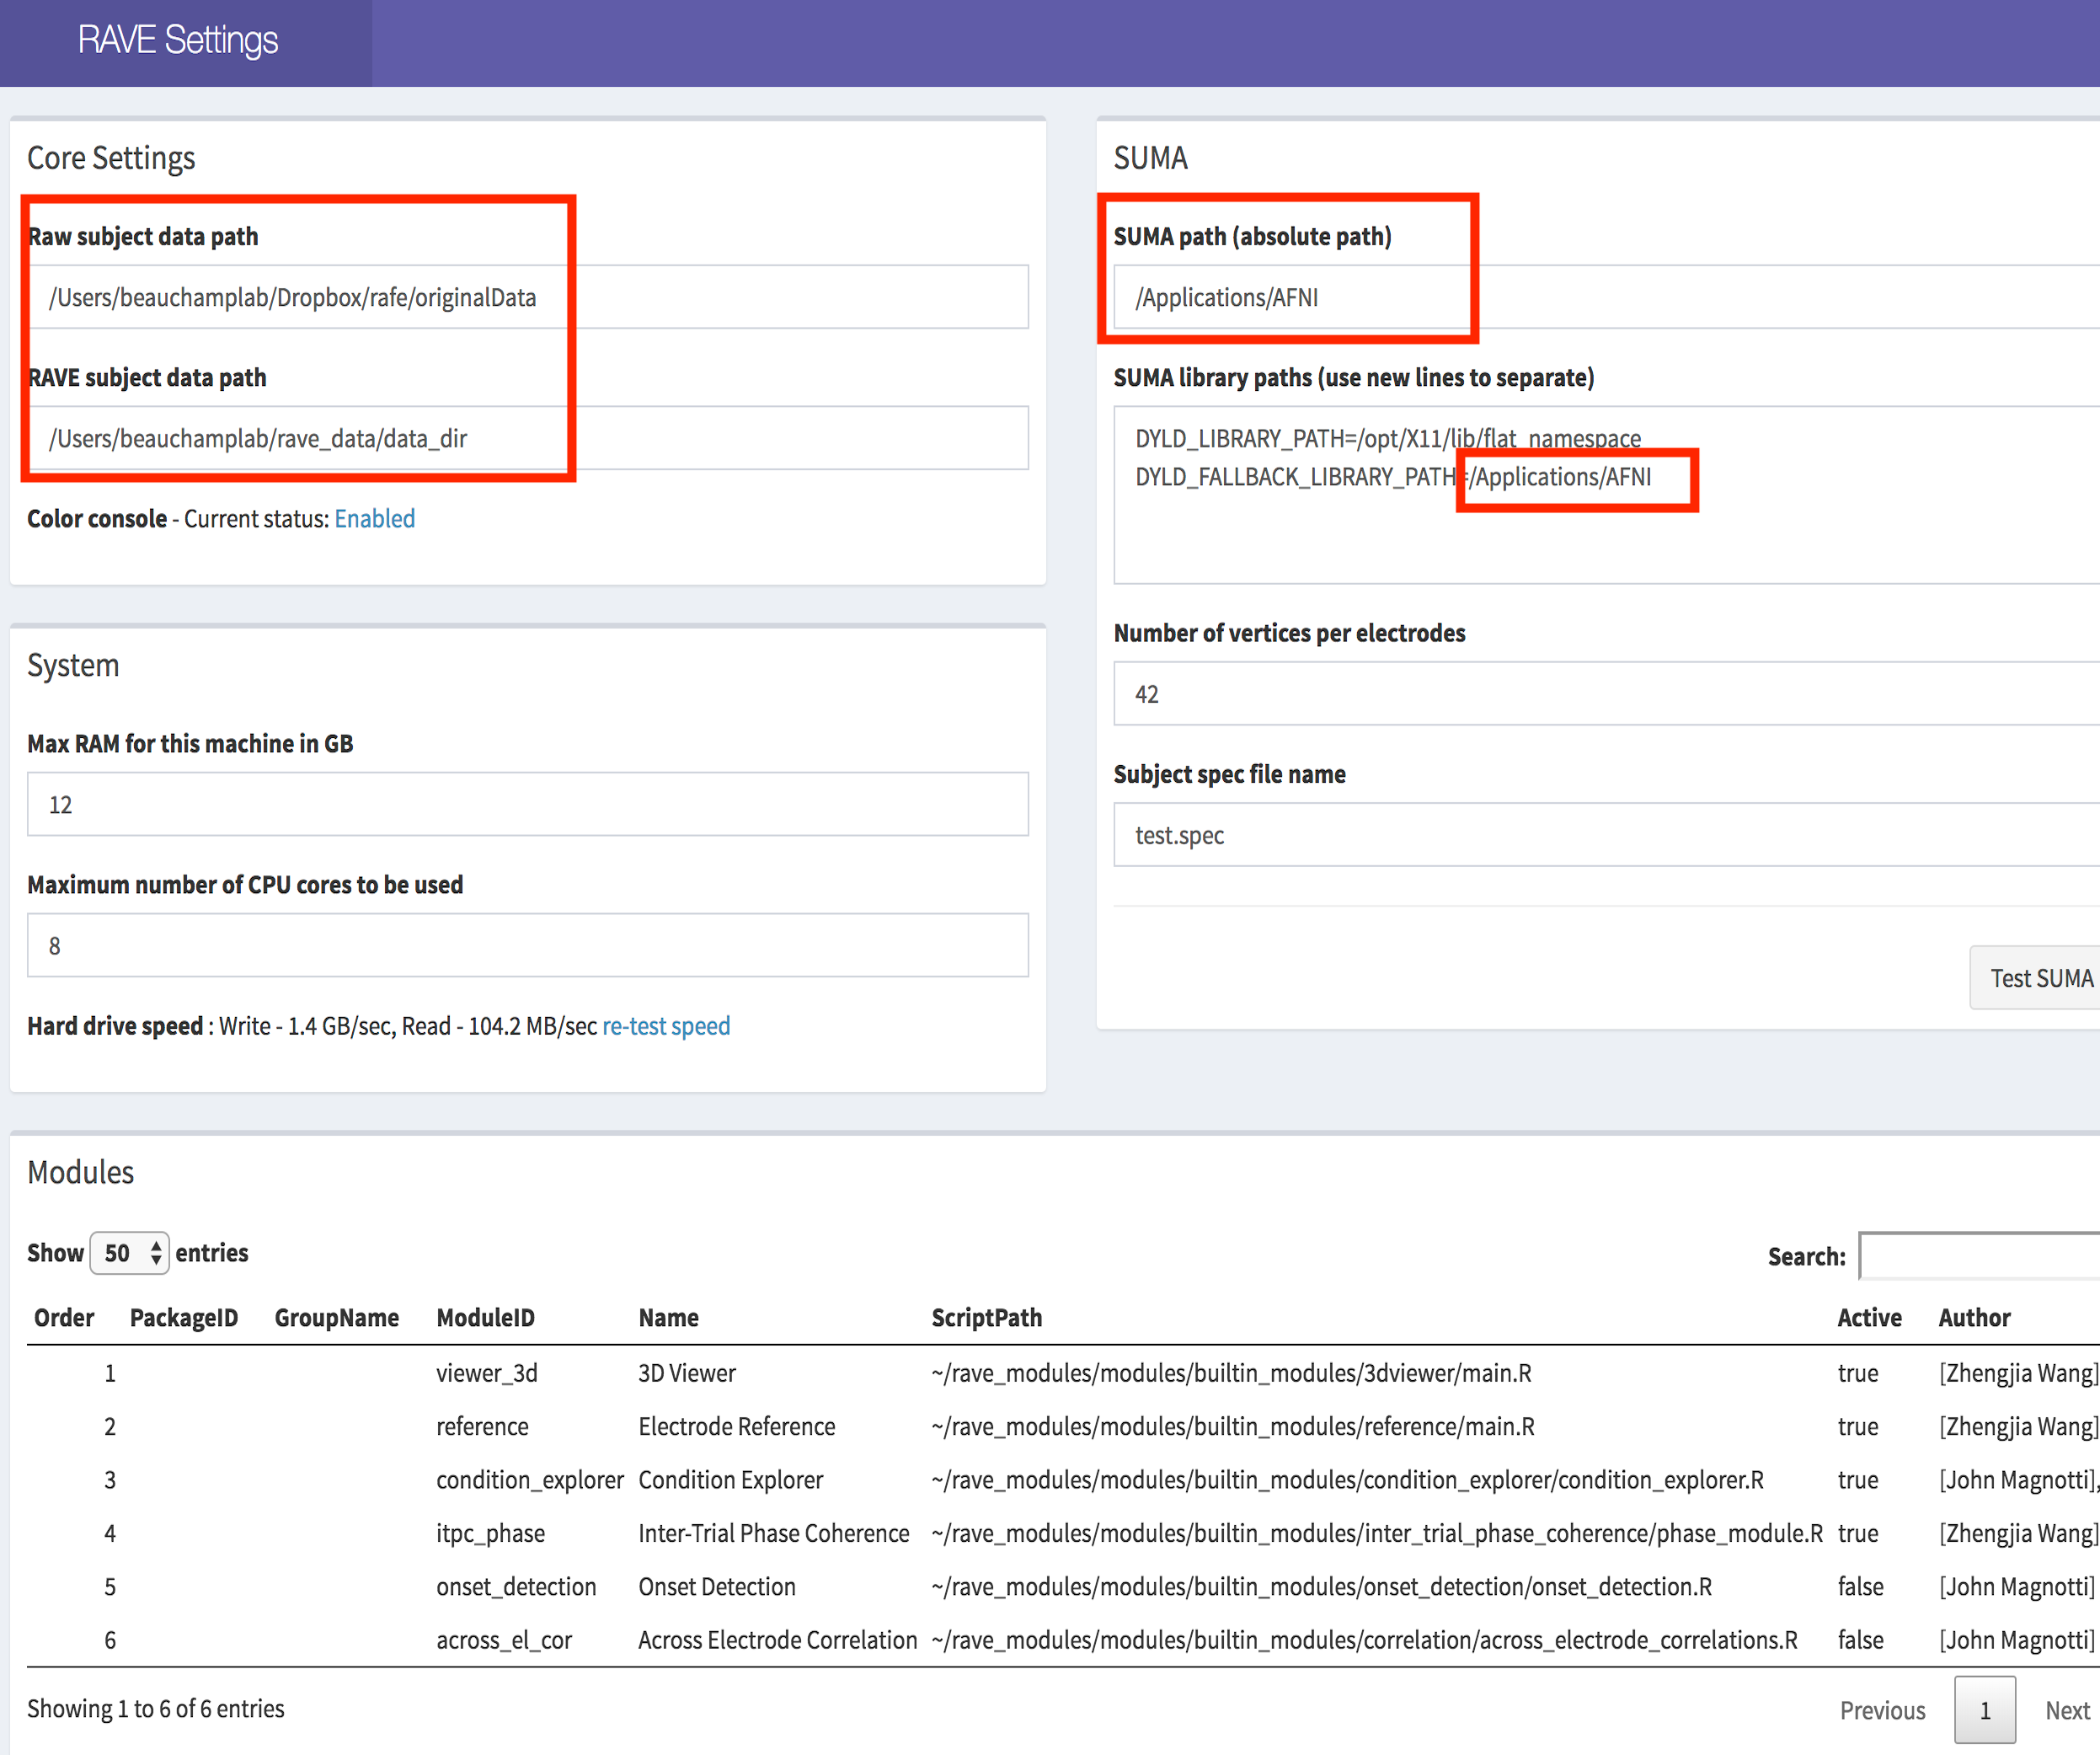 RAVE Settings
Core Settings
Raw subject data path
/Users/beauchamplab/Dropbox/rafe/originalData
RAVE subject data path
/Users/beauchamplab/rave_data/data_dir
Color console - Current status: Enabled
System
Max RAM for this machine in GB
12
Maximum number of CPU cores to be used
8
Hard drive speed : Write - 1.4 GB/sec, Read - 104.2 MB/sec re-test speed
SUMA
SUMA path (absolute path)
/Applications/AFNI
SUMA library paths (use new lines to separate)
DYLD_LIBRARY_PATH=/opt/X11/lib/flat_namespace
DYLD_FALLBACK_LIBRARY_PATH=/Applications/AFNI
Number of vertices per electrodes
42
Subject spec file name
test.spec
Test SUMA
Modules
Show 50 entries
Search:
Order PackageID GroupName ModuleID Name ScriptPath Active Author
1 viewer_3d 3D Viewer ~/rave_modules/modules/builtin_modules/3dviewer/main.R true [Zhengjia Wang]
2 reference Electrode Reference ~/rave_modules/modules/builtin_modules/reference/main.R true [Zhengjia Wang]
3 condition_explorer Condition Explorer ~/rave_modules/modules/builtin_modules/condition_explorer/condition_explorer.R true [John Magnotti],
4 itpc_phase Inter-Trial Phase Coherence ~/rave_modules/modules/builtin_modules/inter_trial_phase_coherence/phase_module.R true [Zhengjia Wang]
5 onset_detection Onset Detection ~/rave_modules/modules/builtin_modules/onset_detection/onset_detection.R false [John Magnotti]
6 across_el_cor Across Electrode Correlation ~/rave_modules/modules/builtin_modules/correlation/across_electrode_correlations.R false [John Magnotti]
Showing 1 to 6 of 6 entries
Previous 1 Next